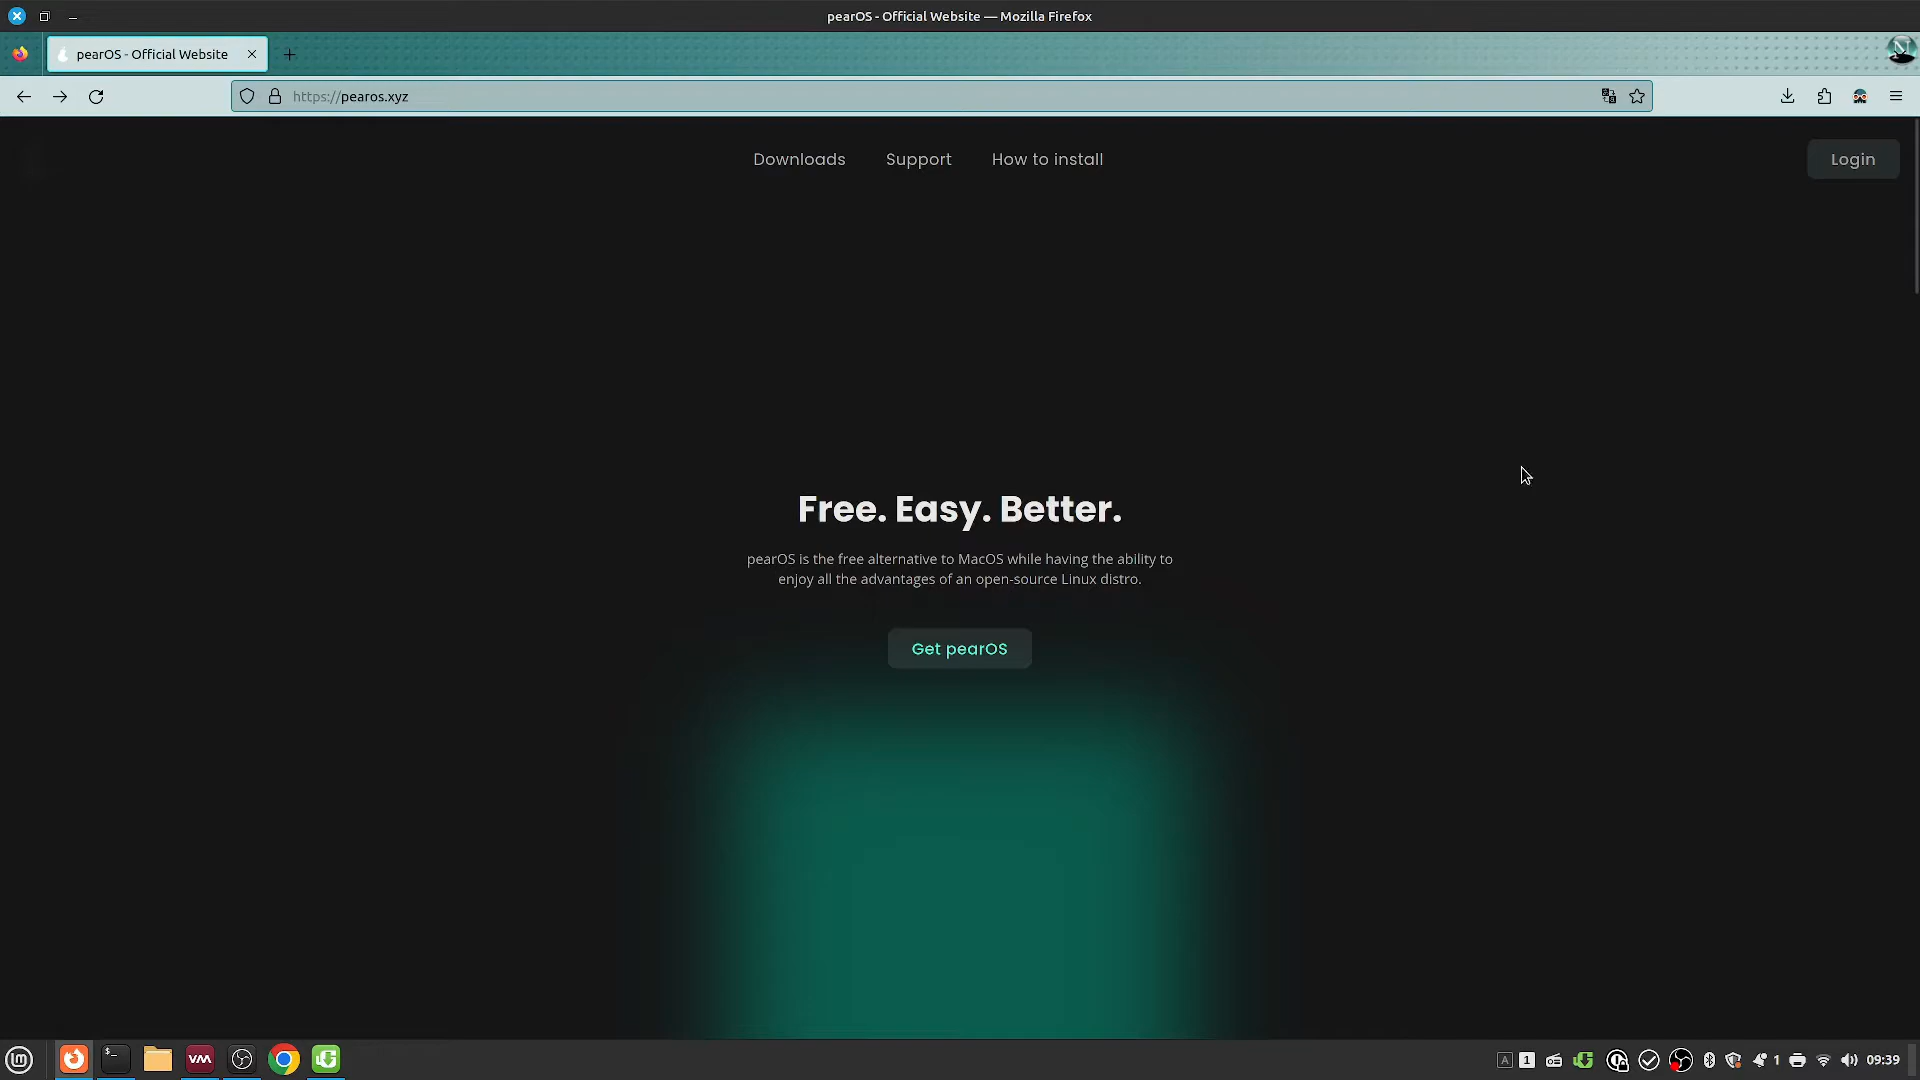 pearOS - Official Website — Mozilla Firefox
pearOS - Official Website
https://pearos.xyz
Downloads
Support
How to install
Login
Free. Easy. Better.
pearOS is the free alternative to MacOS while having the ability to
enjoy all the advantages of an open-source Linux distro.
Get pearOS
A
1
1
09:39